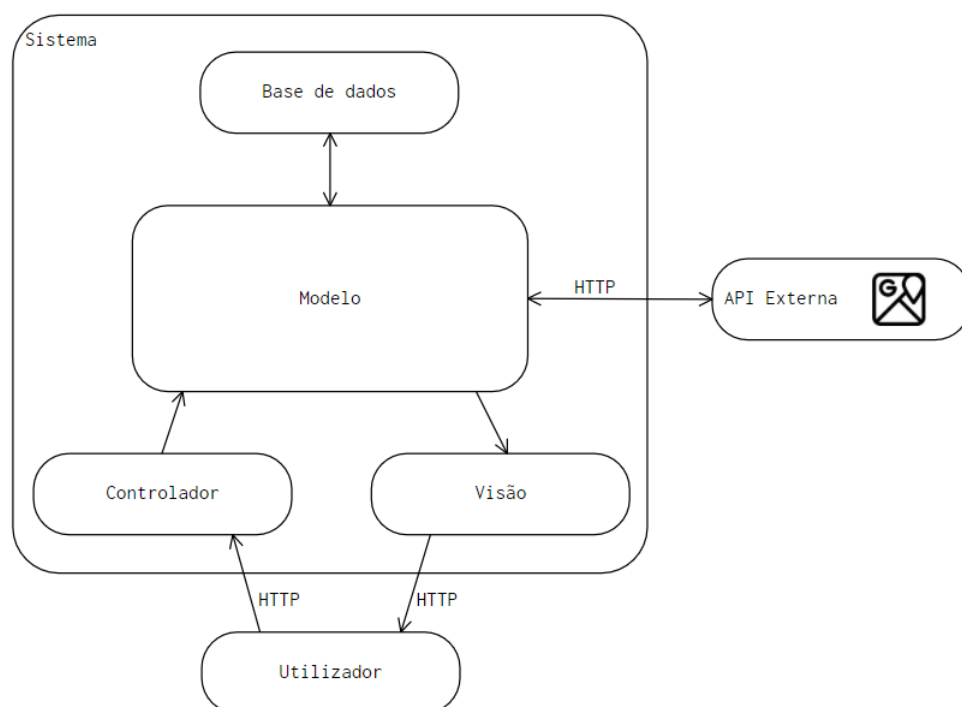 Sistema
Base de dados
Modelo
HTTP
API Externa
G
Controlador
Visão
HTTP
HTTP
Utilizador